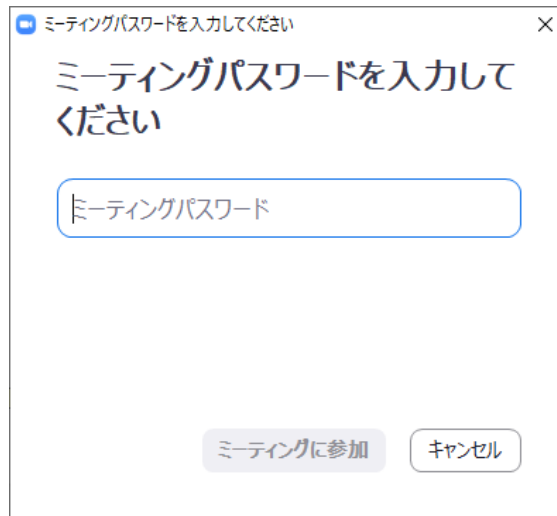 ミーティングパスワードを入力してください
ミーティングパスワードを入力して
ください
ミーティングパスワード
ミーティングに参加
キャンセル